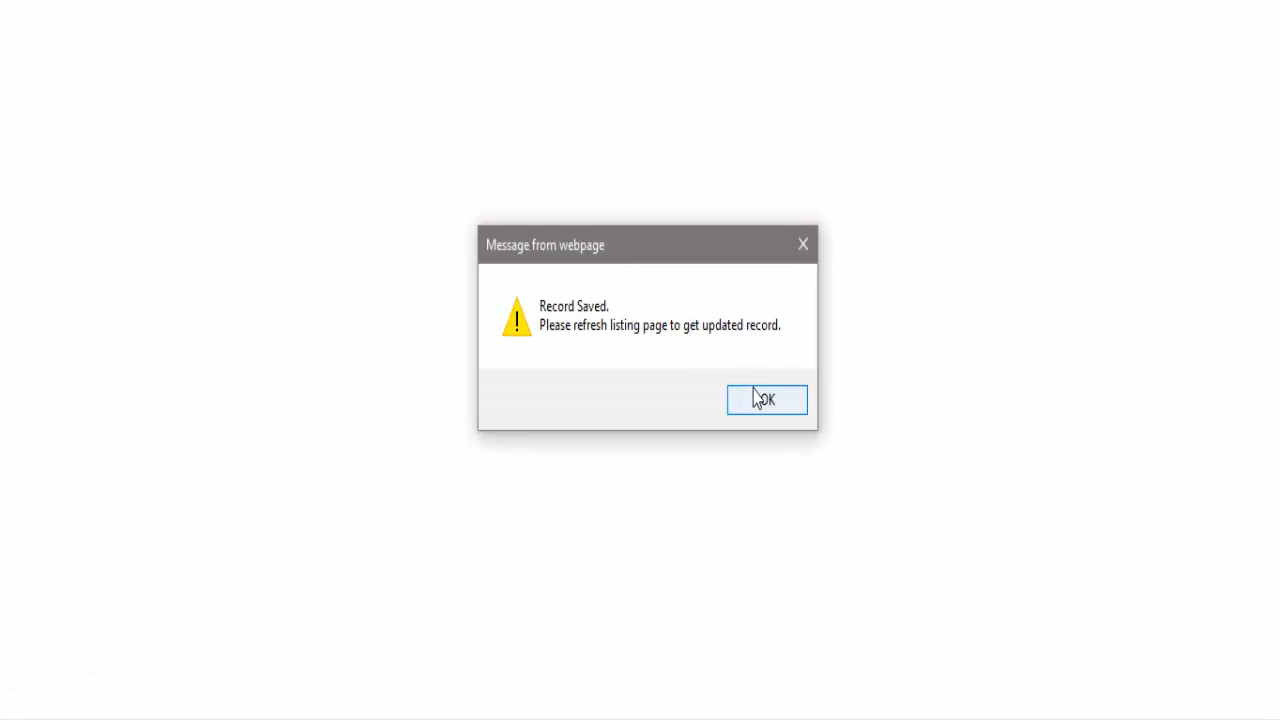 Message from webpage
Record Saved.
Please refresh listing page to get updated record.
OK